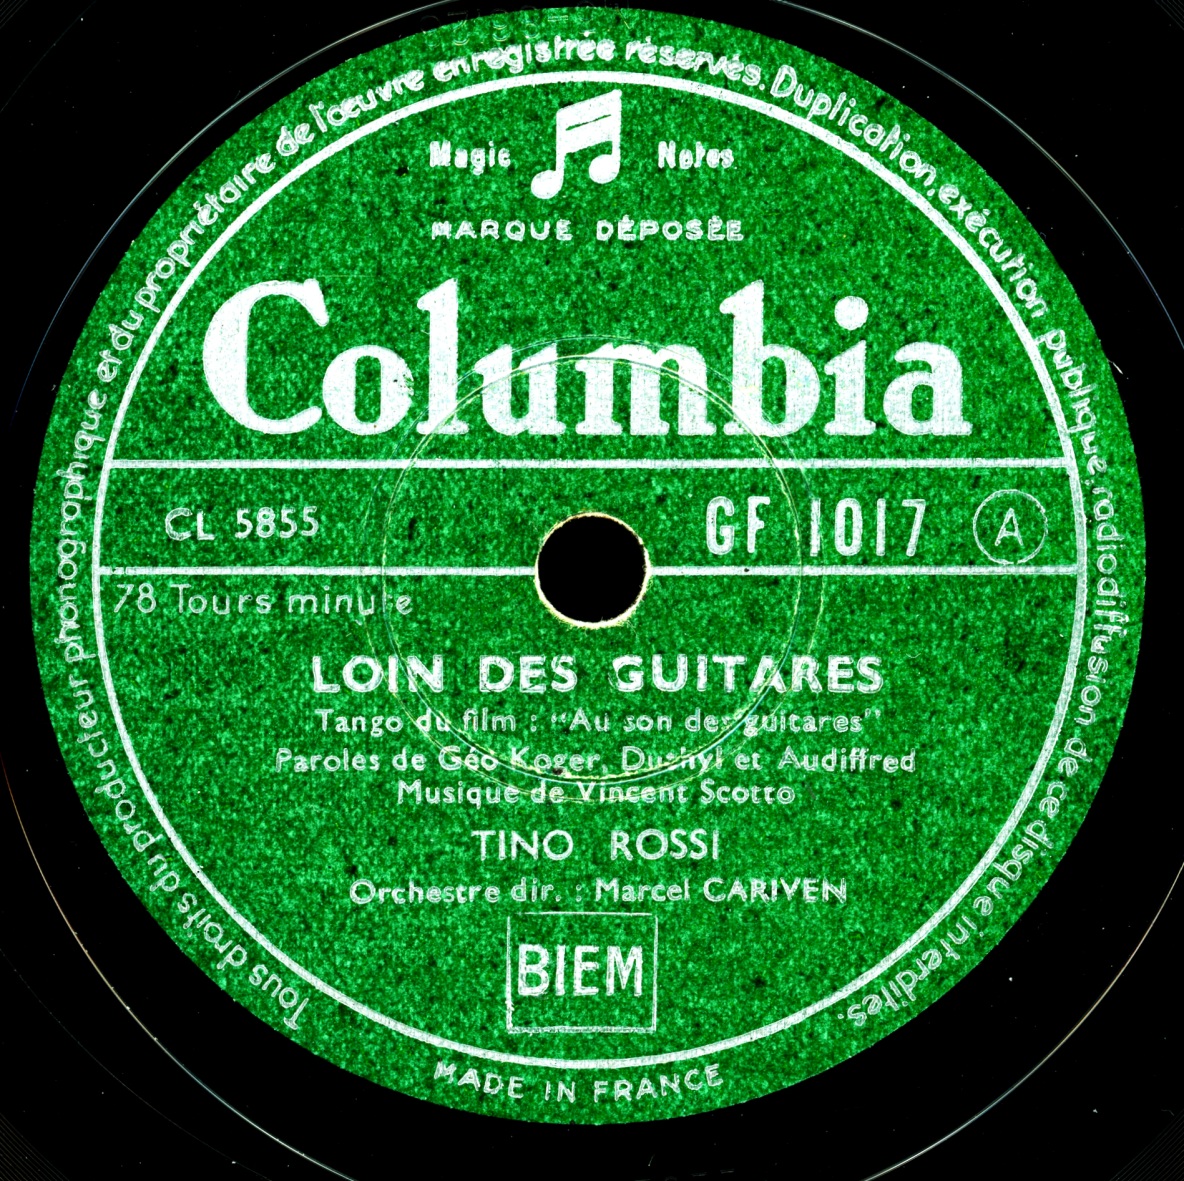 Tous droits du producteur phonographique et du propriétaire de l'œuvre enregistrée réservés. Duplication, exécution publique, radiodiffusion de ce disque interdites.
Magic Notes
MARQUE DÉPOSÉE
Columbia
CL 5855 GF 1017 A
78 Tours minute
LOIN DES GUITARES
Tango du film : "Au son des guitares"
Paroles de Géo Koger, Dushyl et Audiffred
Musique de Vincent Scotto
TINO ROSSI
Orchestre dir. : Marcel CARIVEN
BIEM
MADE IN FRANCE